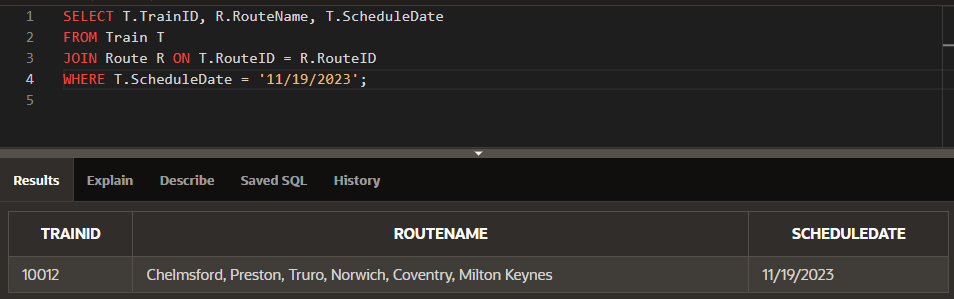 1 SELECT T.TrainID, R.RouteName, T.ScheduleDate
2 FROM Train T
3 JOIN Route R ON T.RouteID = R.RouteID
4 WHERE T.ScheduleDate = '11/19/2023';
5
Results Explain Describe Saved SQL History
TRAINID ROUTENAME SCHEDULEDATE
10012 Chelmsford, Preston, Truro, Norwich, Coventry, Milton Keynes 11/19/2023